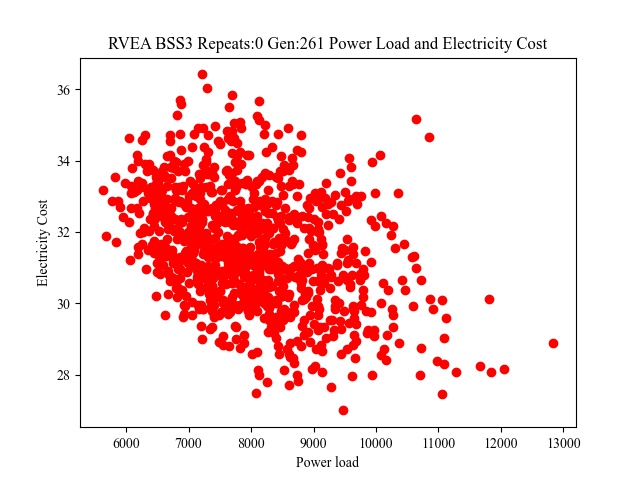 RVEA BSS3 Repeats:0 Gen:261 Power Load and Electricity Cost
36
34
32
30
28
Electricity Cost
6000 7000 8000 9000 10000 11000 12000 13000
Power load